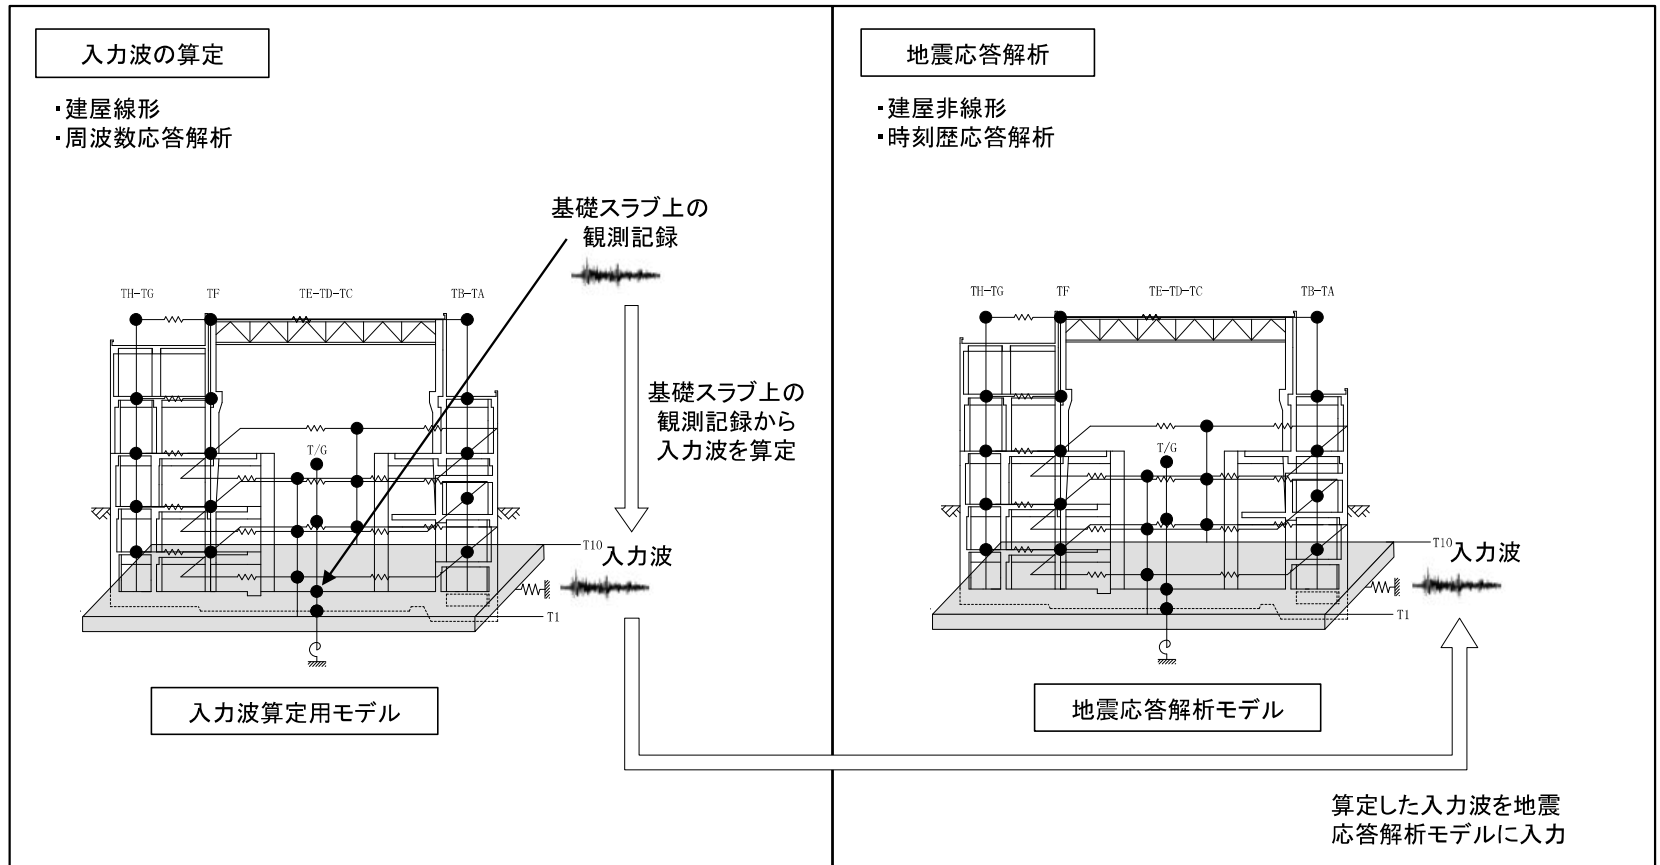 入力波の算定
・建屋線形
・周波数応答解析
基礎スラブ上の
観測記録
TH-TG
TF
TE-TD-TC
TB-TA
T/G
基礎スラブ上の
観測記録から
入力波を算定
T10
入力波
T1
入力波算定用モデル
地震応答解析
・建屋非線形
・時刻歴応答解析
TH-TG
TF
TE-TD-TC
TB-TA
T/G
T10
入力波
T1
地震応答解析モデル
算定した入力波を地震
応答解析モデルに入力